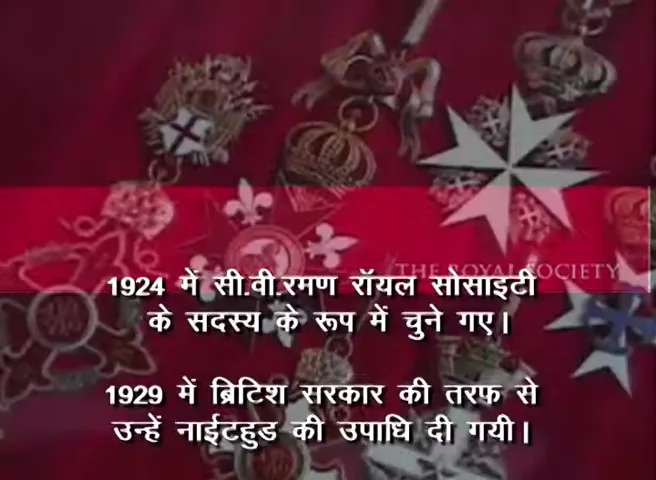 THE ROYAL SOCIETY
1924 में सी.वी.रमण रॉयल सोसाइटी
के सदस्य के रूप में चुने गए।
1929 में ब्रिटिश सरकार की तरफ से
उन्हें नाईटहुड की उपाधि दी गयी।